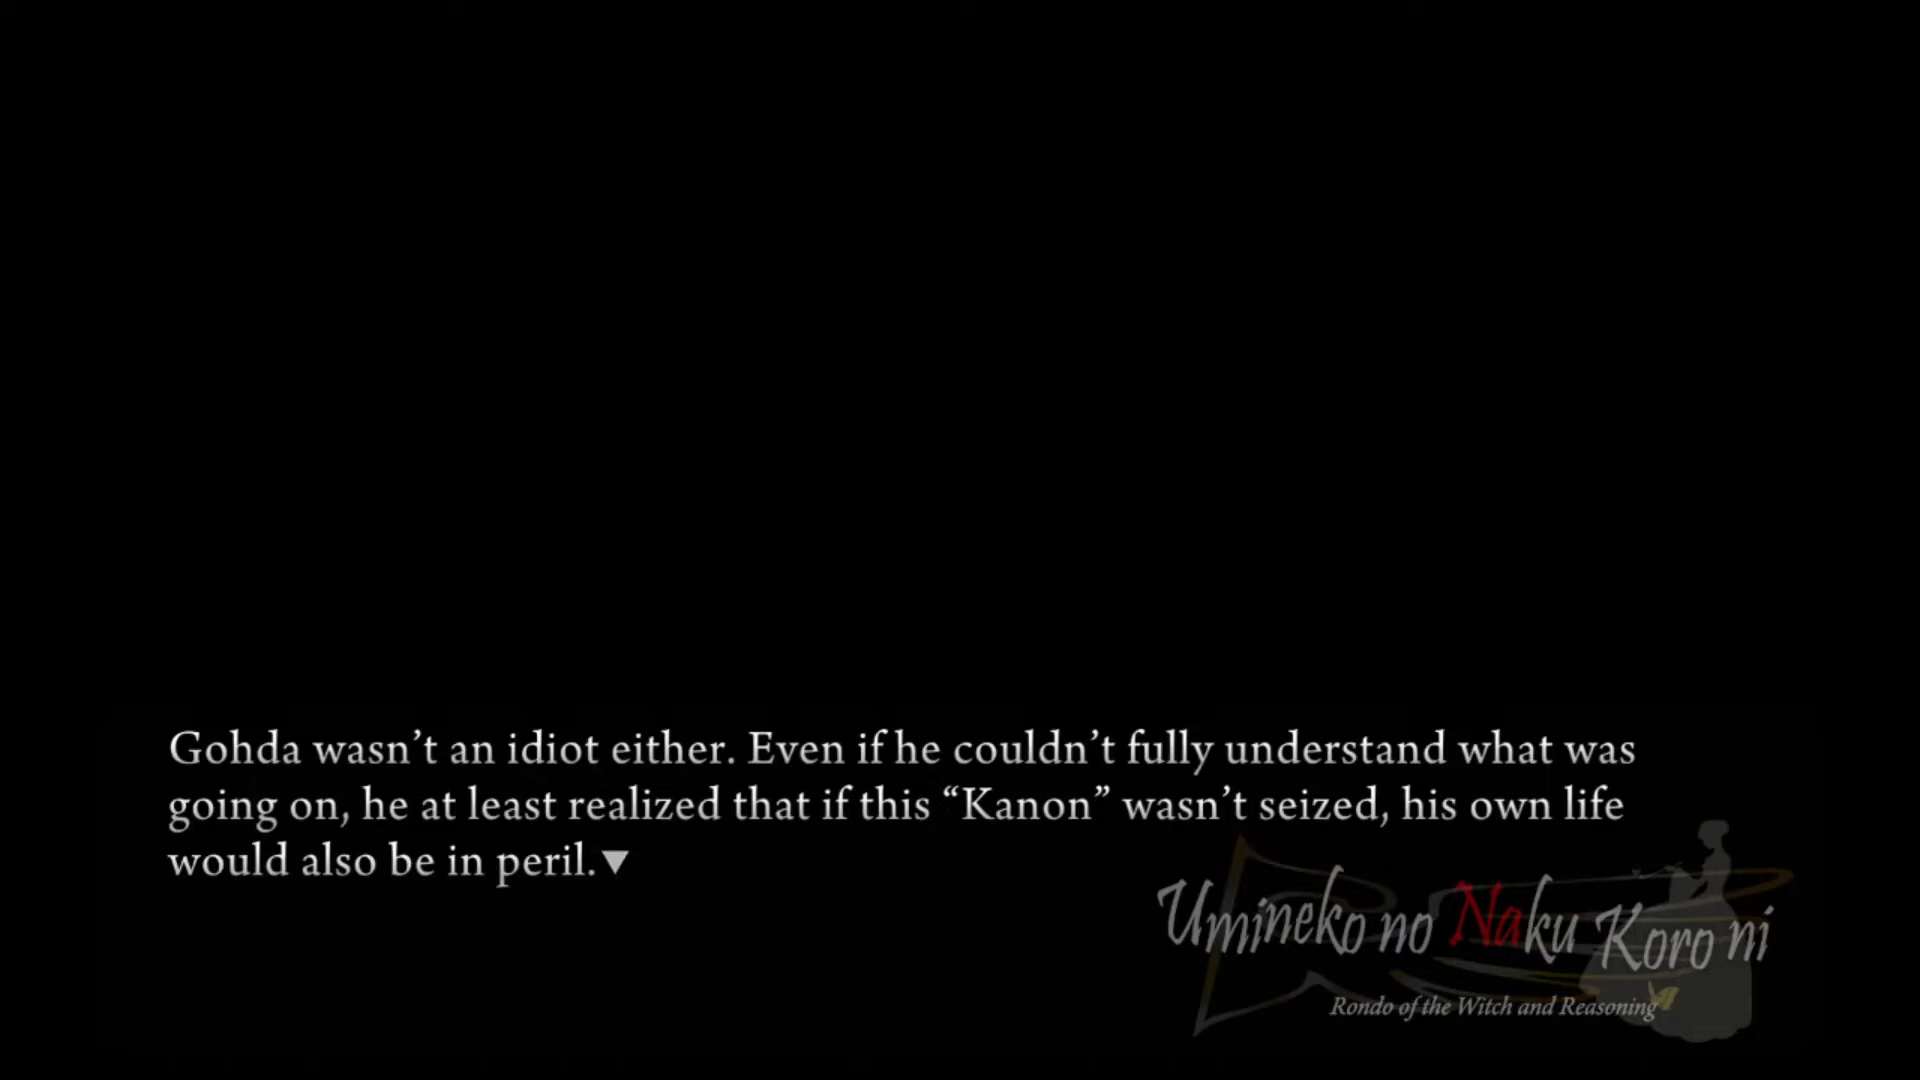 Gohda wasn’t an idiot either. Even if he couldn’t fully understand what was
going on, he at least realized that if this “Kanon” wasn’t seized, his own life
would also be in peril.▼
Umineko no Naku Koro ni
Rondo of the Witch and Reasoning